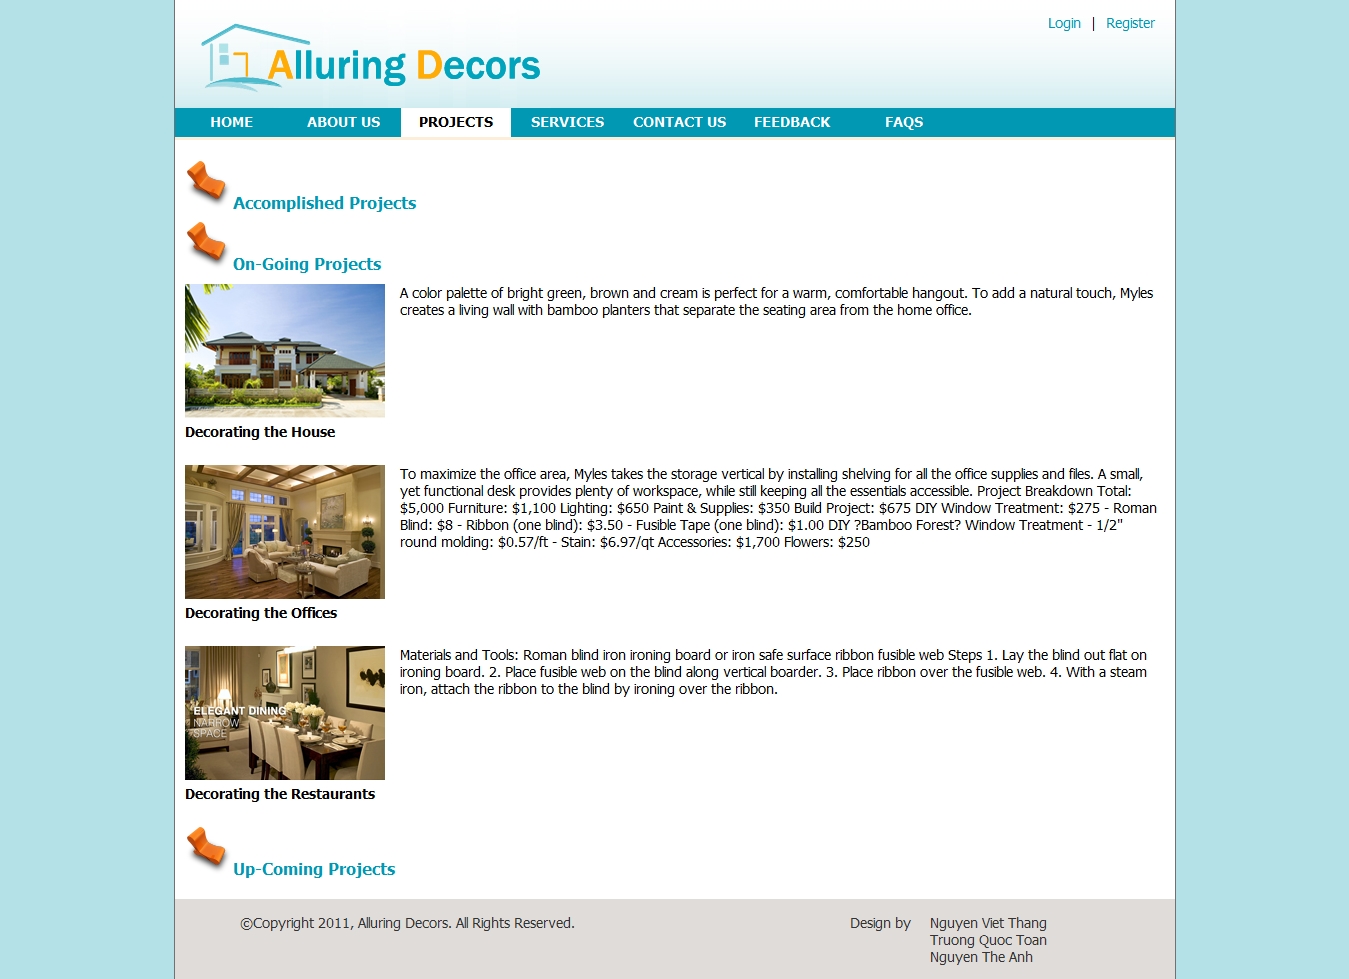 Login | Register
Alluring Decors
HOME ABOUT US PROJECTS SERVICES CONTACT US FEEDBACK FAQS
Accomplished Projects
On-Going Projects
A color palette of bright green, brown and cream is perfect for a warm, comfortable hangout. To add a natural touch, Myles
creates a living wall with bamboo planters that separate the seating area from the home office.
Decorating the House
To maximize the office area, Myles takes the storage vertical by installing shelving for all the office supplies and files. A small,
yet functional desk provides plenty of workspace, while still keeping all the essentials accessible. Project Breakdown Total:
$5,000 Furniture: $1,100 Lighting: $650 Paint & Supplies: $350 Build Project: $675 DIY Window Treatment: $275 - Roman
Blind: $8 - Ribbon (one blind): $3.50 - Fusible Tape (one blind): $1.00 DIY ?Bamboo Forest? Window Treatment - 1/2"
round molding: $0.57/ft - Stain: $6.97/qt Accessories: $1,700 Flowers: $250
Decorating the Offices
Materials and Tools: Roman blind iron ironing board or iron safe surface ribbon fusible web Steps 1. Lay the blind out flat on
ironing board. 2. Place fusible web on the blind along vertical boarder. 3. Place ribbon over the fusible web. 4. With a steam
iron, attach the ribbon to the blind by ironing over the ribbon.
ELEGANT DINING
NARROW
SPACE
Decorating the Restaurants
Up-Coming Projects
©Copyright 2011, Alluring Decors. All Rights Reserved. Design by Nguyen Viet Thang
Truong Quoc Toan
Nguyen The Anh